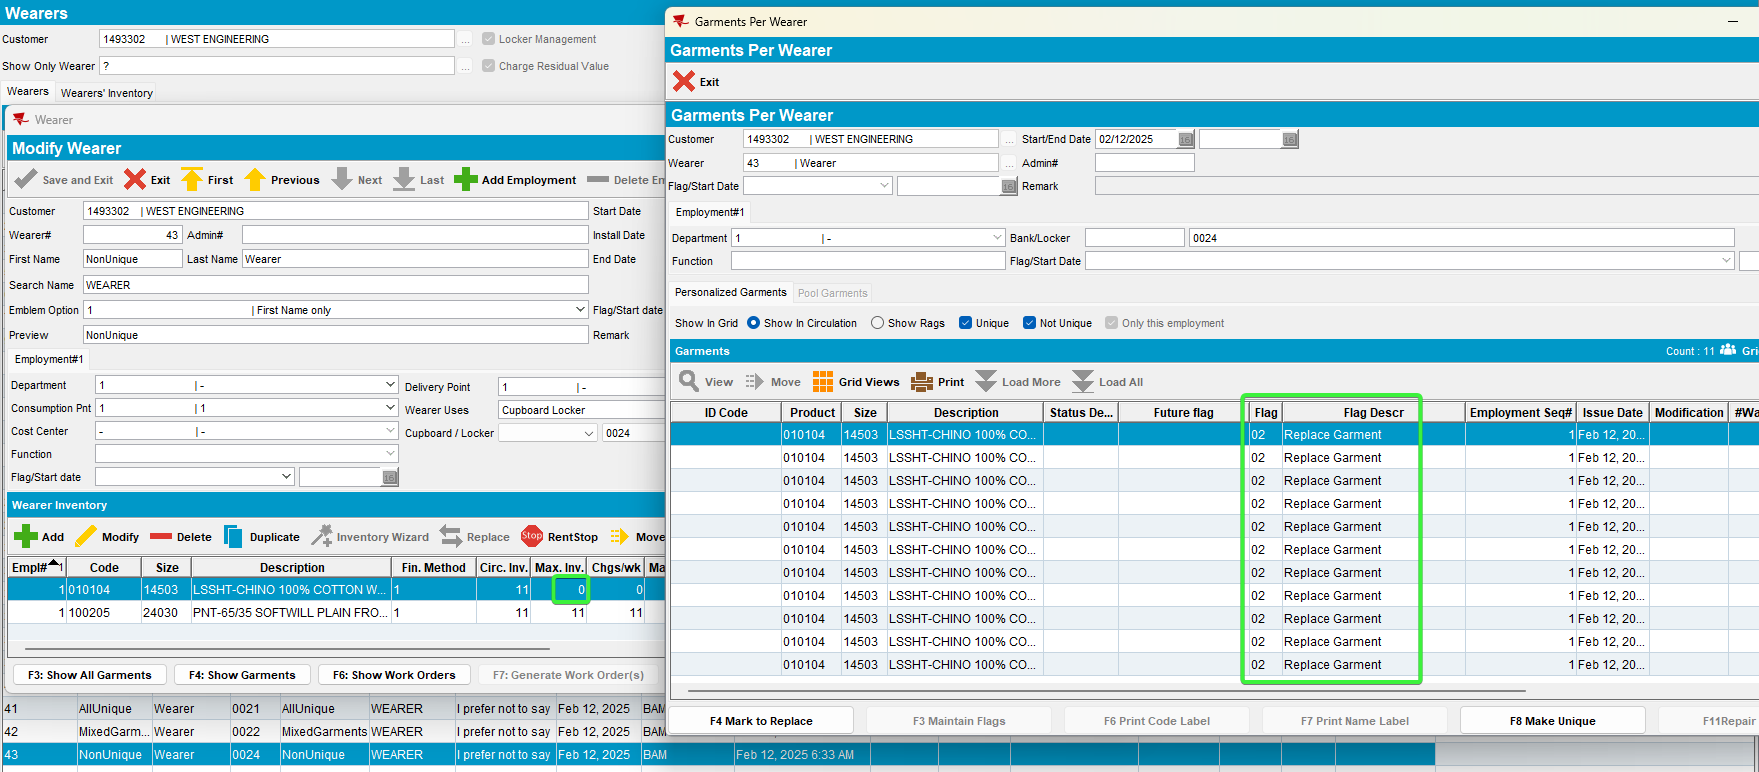 Wearers
Customer 1493302 | WEST ENGINEERING ... Locker Management
Show Only Wearer ? ... Charge Residual Value
Wearers Wearers' Inventory
Wearer
Modify Wearer
Save and Exit Exit First Previous Next Last Add Employment Delete Em
Customer 1493302 | WEST ENGINEERING Start Date
Wearer# 43 Admin# Install Date
First Name NonUnique Last Name Wearer End Date
Search Name WEARER
Emblem Option 1 | First Name only Flag/Start date
Preview NonUnique Remark
Employment#1
Department 1 | - Delivery Point 1 | -
Consumption Pnt 1 | 1 Wearer Uses Cupboard Locker
Cost Center - | - Cupboard / Locker 0024
Function
Flag/Start date 16
Wearer Inventory
Add Modify Delete Duplicate Inventory Wizard Replace Stop RentStop Move
Empl# 1 Code Size Description Fin. Method Circ. Inv. Max. Inv. Chgs/wk Ma
1 010104 14503 LSSHT-CHINO 100% COTTON W... 1 11 0 0
1 100205 24030 PNT-65/35 SOFTWILL PLAIN FRO... 1 11 11 11
F3: Show All Garments F4: Show Garments F6: Show Work Orders F7: Generate Work Order(s)
41 AllUnique Wearer 0021 AllUnique WEARER I prefer not to say Feb 12, 2025 BAM
42 MixedGarm... Wearer 0022 MixedGarments WEARER I prefer not to say Feb 12, 2025 BAM
43 NonUnique Wearer 0024 NonUnique WEARER I prefer not to say Feb 12, 2025 BAM Feb 12, 2025 6:33 AM
Garments Per Wearer
Garments Per Wearer
Exit
Garments Per Wearer
Customer 1493302 | WEST ENGINEERING ... Start/End Date 02/12/2025 16 16
Wearer 43 | Wearer ... Admin#
Flag/Start Date 16 Remark
Employment#1
Department 1 | - Bank/Locker 0024
Function Flag/Start Date
Personalized Garments Pool Garments
Show In Grid Show In Circulation Show Rags Unique Not Unique Only this employment
Garments Count : 11 Gri
View Move Grid Views Print Load More Load All
ID Code Product Size Description Status De... Future flag Flag Flag Descr Employment Seq# Issue Date Modification #Wa
010104 14503 LSSHT-CHINO 100% CO... 02 Replace Garment 1 Feb 12, 20...
010104 14503 LSSHT-CHINO 100% CO... 02 Replace Garment 1 Feb 12, 20...
010104 14503 LSSHT-CHINO 100% CO... 02 Replace Garment 1 Feb 12, 20...
010104 14503 LSSHT-CHINO 100% CO... 02 Replace Garment 1 Feb 12, 20...
010104 14503 LSSHT-CHINO 100% CO... 02 Replace Garment 1 Feb 12, 20...
010104 14503 LSSHT-CHINO 100% CO... 02 Replace Garment 1 Feb 12, 20...
010104 14503 LSSHT-CHINO 100% CO... 02 Replace Garment 1 Feb 12, 20...
010104 14503 LSSHT-CHINO 100% CO... 02 Replace Garment 1 Feb 12, 20...
010104 14503 LSSHT-CHINO 100% CO... 02 Replace Garment 1 Feb 12, 20...
010104 14503 LSSHT-CHINO 100% CO... 02 Replace Garment 1 Feb 12, 20...
010104 14503 LSSHT-CHINO 100% CO... 02 Replace Garment 1 Feb 12, 20...
F4 Mark to Replace F3 Maintain Flags F6 Print Code Label F7 Print Name Label F8 Make Unique F11Repair